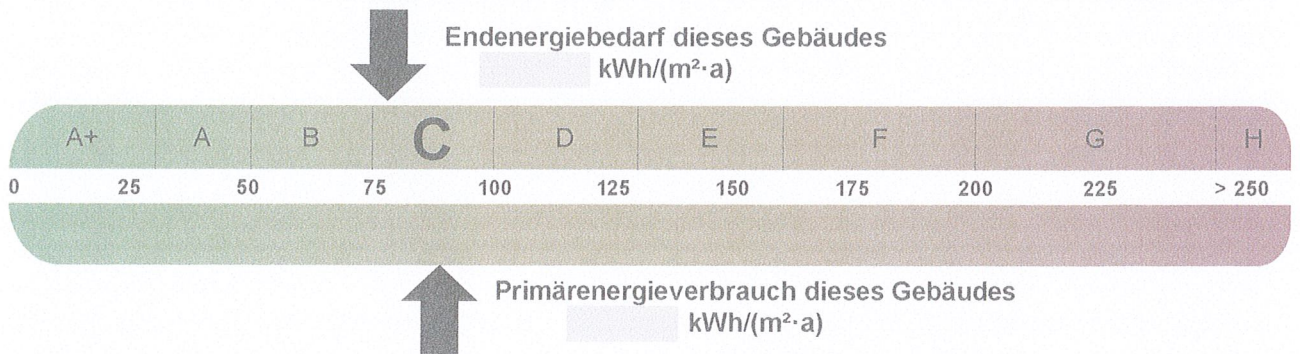 Endenergiebedarf dieses Gebäudes
kWh/(m²·a)
A+ A B C D E F G H
0 25 50 75 100 125 150 175 200 225 > 250
Primärenergieverbrauch dieses Gebäudes
kWh/(m²·a)